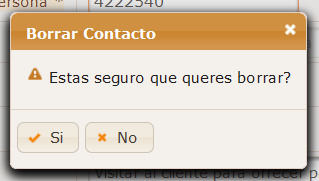 ersona *
4222540
Borrar Contacto
Estas seguro que queres borrar?
Si
No
Visitar al cliente para ofrecer p